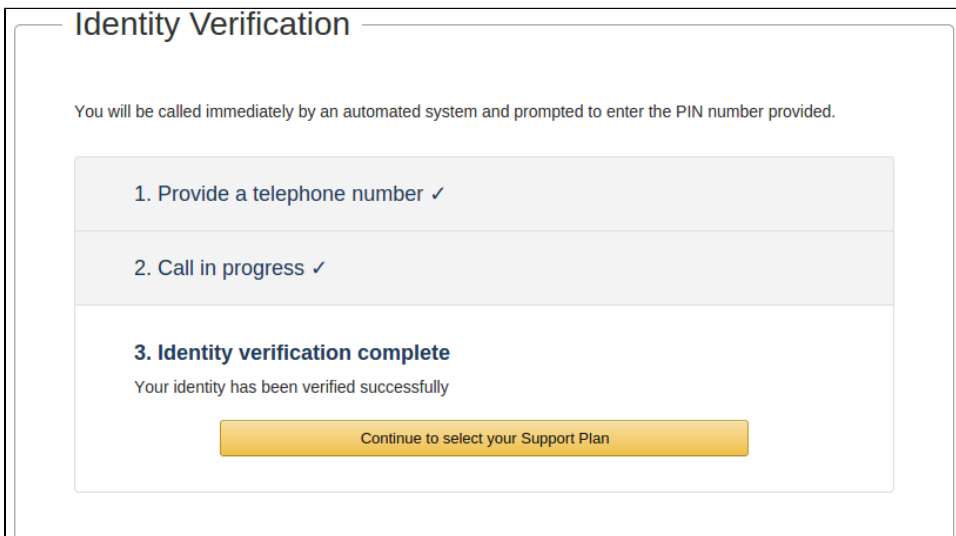 Identity Verification
You will be called immediately by an automated system and prompted to enter the PIN number provided.
1. Provide a telephone number ✓
2. Call in progress ✓
3. Identity verification complete
Your identity has been verified successfully
Continue to select your Support Plan